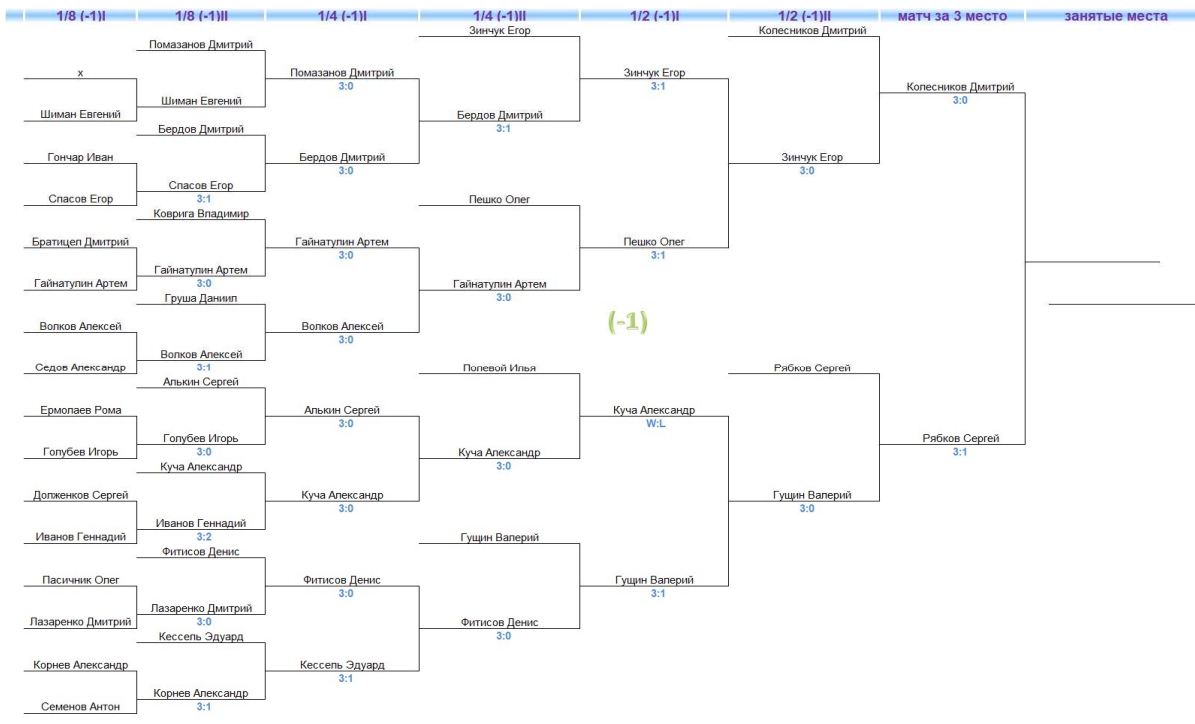 1/8 (-1)I
1/8 (-1)II
1/4 (-1)I
1/4 (-1)II
1/2 (-1)I
1/2 (-1)II
матч за 3 место
занятые места
х
Шиман Евгений
Гончар Иван
Спасов Егор
Братицел Дмитрий
Гайнатулин Артем
Волков Алексей
Седов Александр
Ермолаев Рома
Голубев Игорь
Долженков Сергей
Иванов Геннадий
Пасичник Олег
Лазаренко Дмитрий
Корнев Александр
Семенов Антон
Помазанов Дмитрий
Шиман Евгений
Бердов Дмитрий
Спасов Егор
3:1
Коврига Владимир
Гайнатулин Артем
3:0
Груша Даниил
Волков Алексей
3:1
Алькин Сергей
Голубев Игорь
3:0
Куча Александр
Иванов Геннадий
3:2
Фитисов Денис
Лазаренко Дмитрий
3:0
Кессель Эдуард
Корнев Александр
3:1
Помазанов Дмитрий
3:0
Бердов Дмитрий
3:0
Гайнатулин Артем
3:0
Волков Алексей
3:0
Алькин Сергей
3:0
Куча Александр
3:0
Фитисов Денис
3:0
Кессель Эдуард
3:1
Зинчук Егор
Бердов Дмитрий
3:1
Пешко Олег
Гайнатулин Артем
3:0
Полевой Илья
Куча Александр
3:0
Гущин Валерий
Фитисов Денис
3:0
Зинчук Егор
3:1
Пешко Олег
3:1
(-1)
Куча Александр
W:L
Гущин Валерий
3:1
Колесников Дмитрий
Зинчук Егор
3:0
Рябков Сергей
Гущин Валерий
3:0
Колесников Дмитрий
3:0
Рябков Сергей
3:1